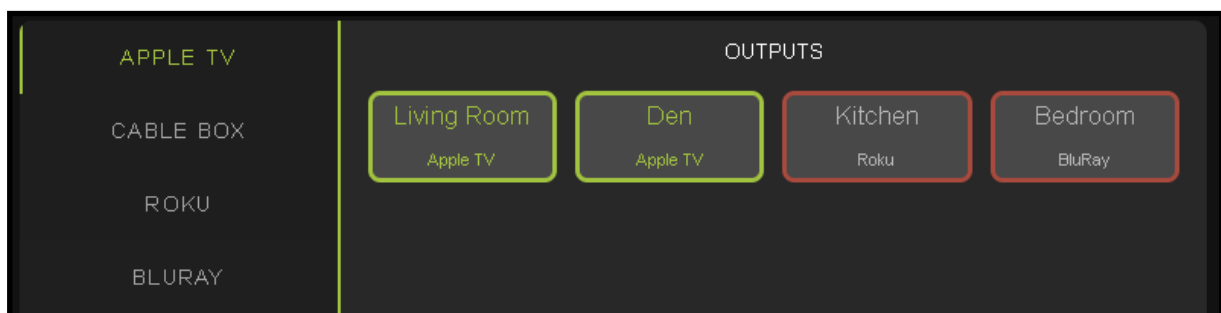 APPLE TV
CABLE BOX
ROKU
BLURAY
OUTPUTS
Living Room
Apple TV
Den
Apple TV
Kitchen
Roku
Bedroom
BluRay